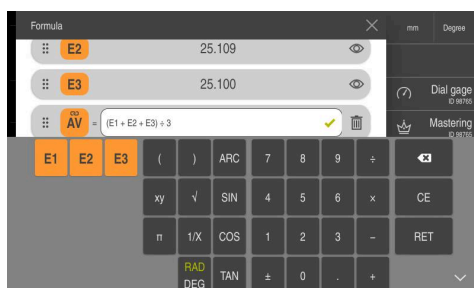 Formula
mm Degree
E2 25.109
E3 25.100
Dial gage
ID 98765
∞
AV = (E1 + E2 + E3) ÷ 3
Mastering
ID 98765
E1 E2 E3 ( ) ARC 7 8 9 ÷
xy √ SIN 4 5 6 × CE
π 1/X COS 1 2 3 – RET
RAD
DEG TAN ± 0 . +